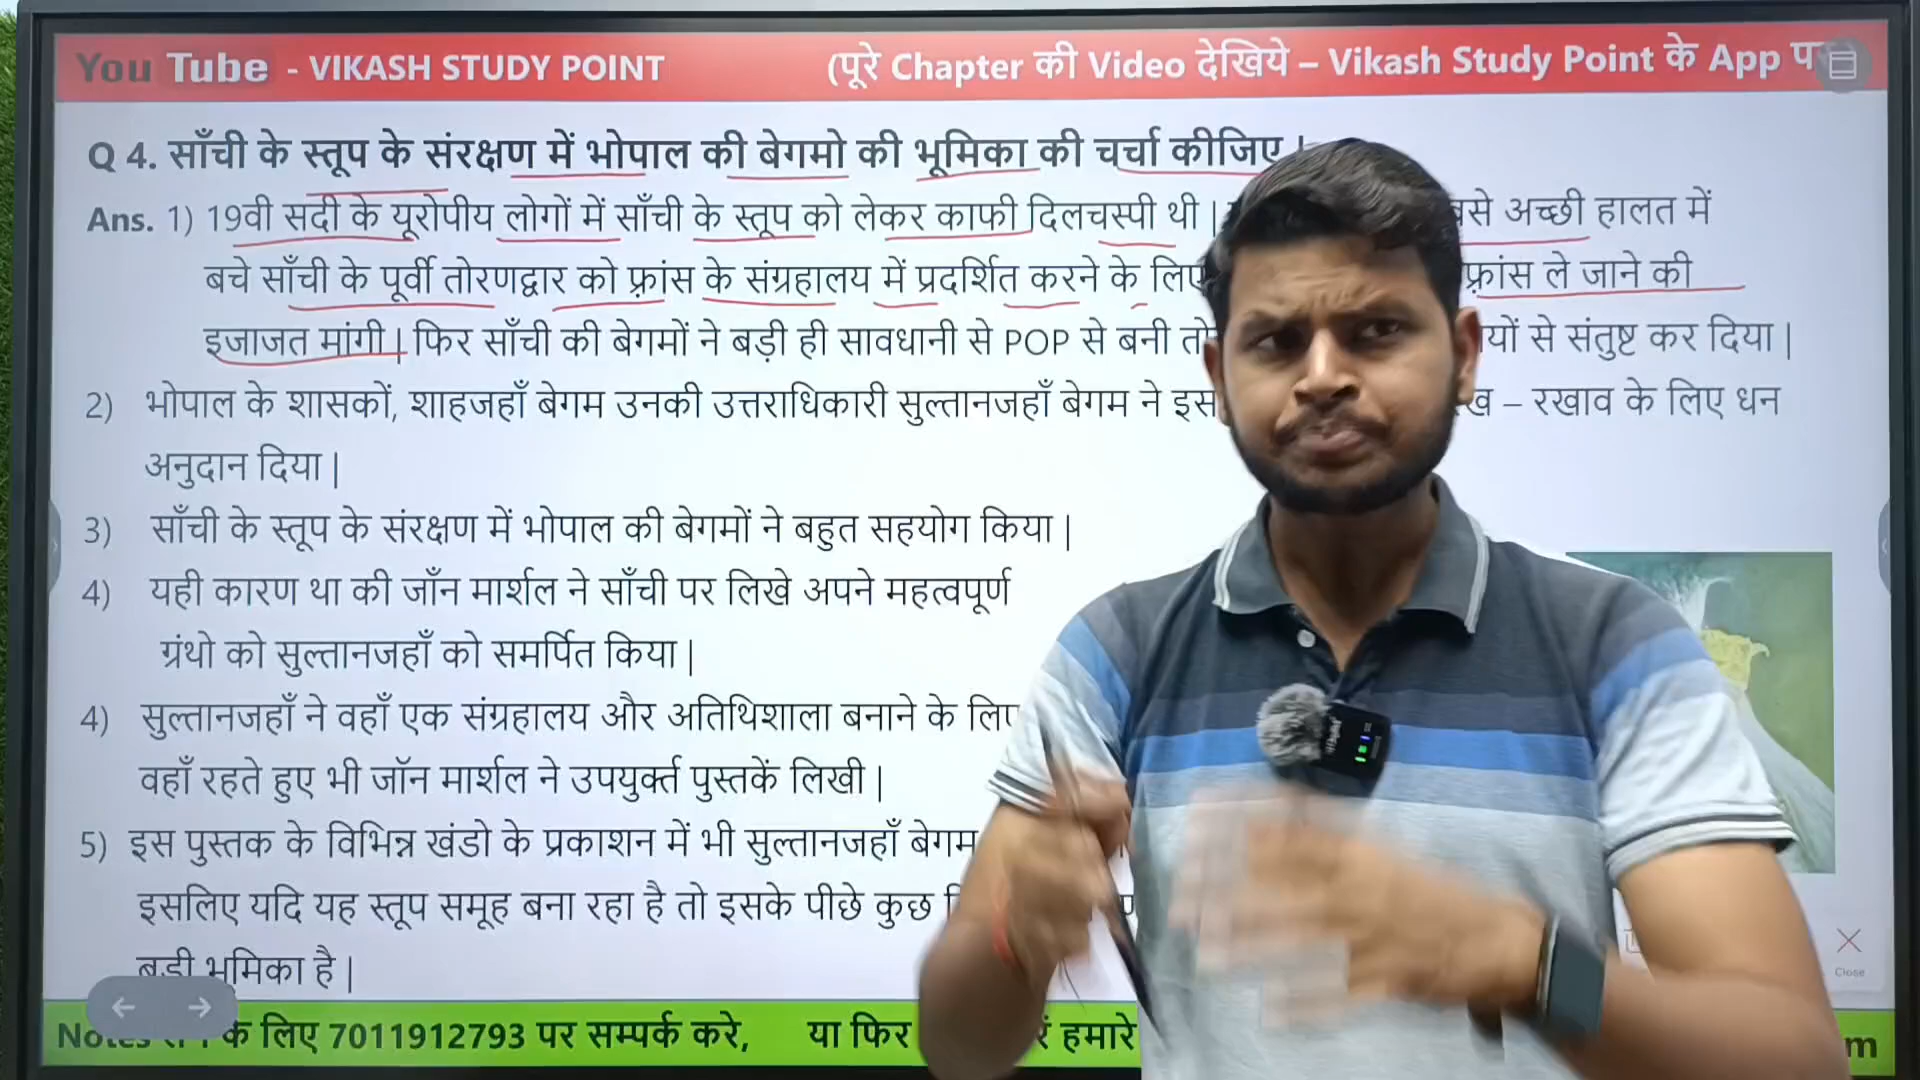 You Tube - VIKASH STUDY POINT (पूरे Chapter की Video देखिये – Vikash Study Point के App
Q 4. साँची के स्तूप के संरक्षण में भोपाल की बेगमो की भूमिका की चर्चा कीजिए |
Ans. 1) 19वी सदी के यूरोपीय लोगों में साँची के स्तूप को लेकर काफी दिलचस्पी थी | अच्छी हालत में
बचे साँची के पूर्वी तोरणद्वार को फ़्रांस के संग्रहालय में प्रदर्शित करने के लिए फ़्रांस ले जाने की
इजाजत मांगी | फिर साँची की बेगमों ने बड़ी ही सावधानी से POP से बनी से संतुष्ट कर दिया |
2) भोपाल के शासकों, शाहजहाँ बेगम उनकी उत्तराधिकारी सुल्तानजहाँ बेगम ने – रखाव के लिए धन
अनुदान दिया |
3) साँची के स्तूप के संरक्षण में भोपाल की बेगमों ने बहुत सहयोग किया |
4) यही कारण था की जाँन मार्शल ने साँची पर लिखे अपने महत्वपूर्ण
ग्रंथो को सुल्तानजहाँ को समर्पित किया |
4) सुल्तानजहाँ ने वहाँ एक संग्रहालय और अतिथिशाला बनाने के लिए
वहाँ रहते हुए भी जॉन मार्शल ने उपयुर्क्त पुस्तकें लिखी |
5) इस पुस्तक के विभिन्न खंडो के प्रकाशन में भी सुल्तानजहाँ बेगम
इसलिए यदि यह स्तूप समूह बना रहा है तो इसके पीछे कुछ
बड़ी भूमिका है |
Close
के लिए 7011912793 पर सम्पर्क करे, या फिर हमारे